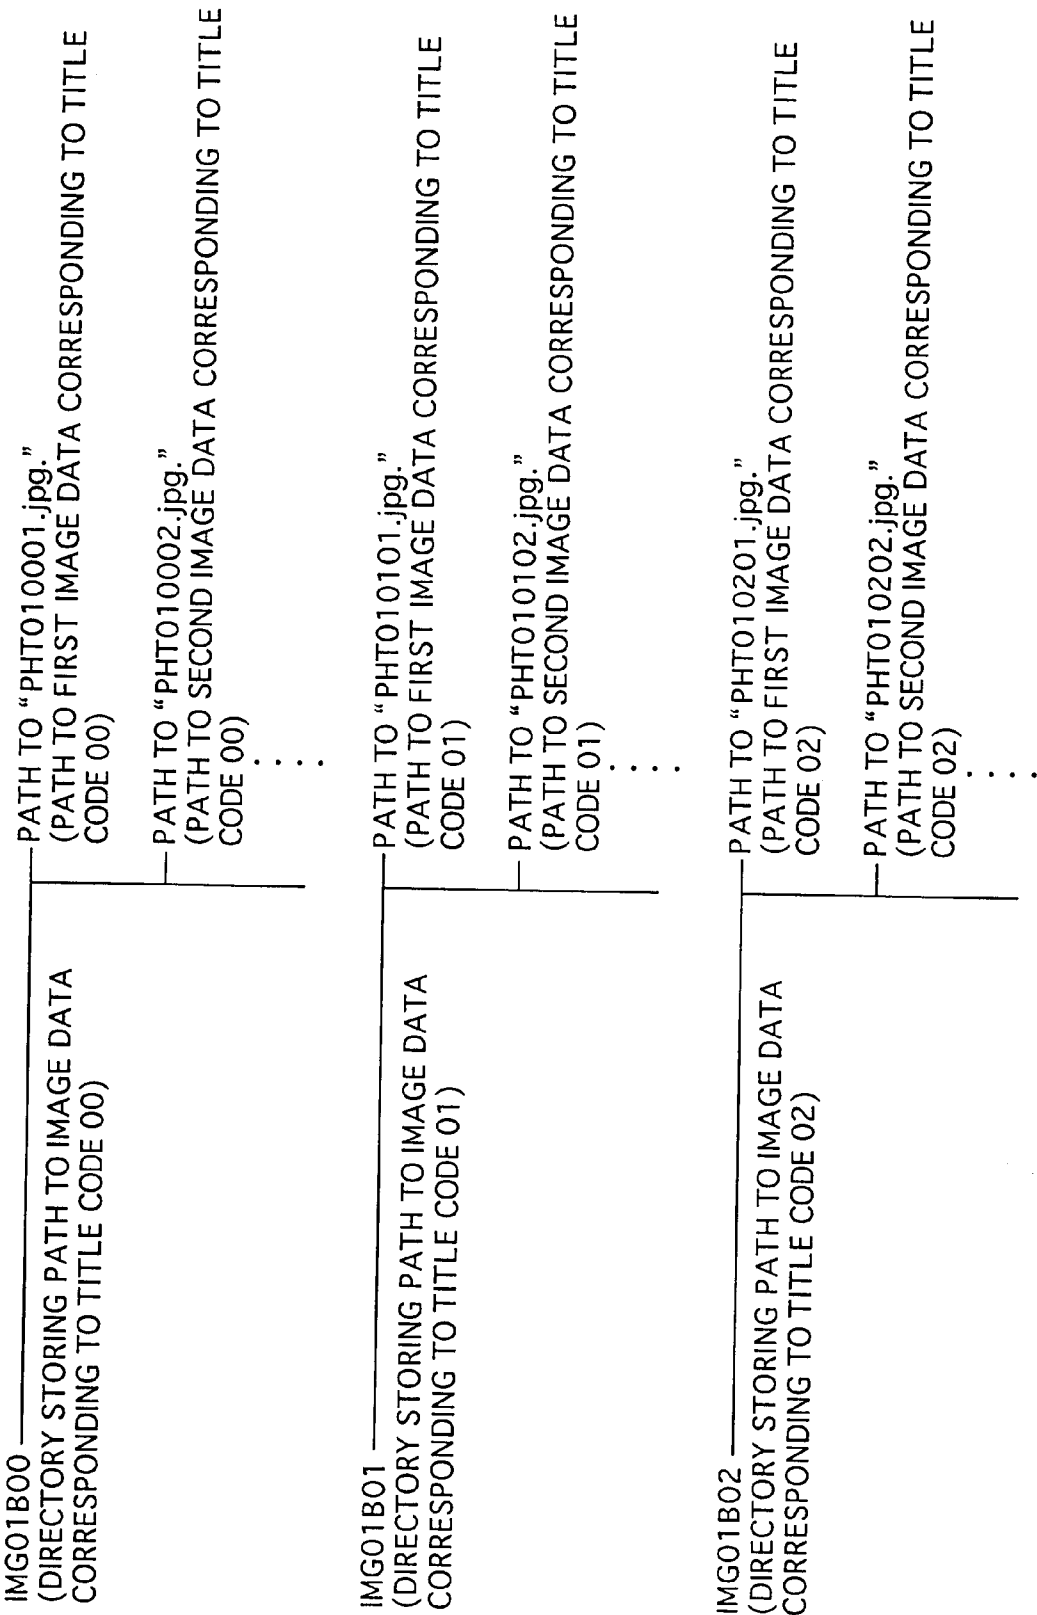 IMG01B00
(DIRECTORY STORING PATH TO IMAGE DATA
CORRESPONDING TO TITLE CODE 00)
PATH TO “PHT010001.jpg.”
(PATH TO FIRST IMAGE DATA CORRESPONDING TO TITLE
CODE 00)
PATH TO “PHT010002.jpg.”
(PATH TO SECOND IMAGE DATA CORRESPONDING TO TITLE
CODE 00)
. . . .
IMG01B01
(DIRECTORY STORING PATH TO IMAGE DATA
CORRESPONDING TO TITLE CODE 01)
PATH TO “PHT010101.jpg.”
(PATH TO FIRST IMAGE DATA CORRESPONDING TO TITLE
CODE 01)
PATH TO “PHT010102.jpg.”
(PATH TO SECOND IMAGE DATA CORRESPONDING TO TITLE
CODE 01)
. . . .
IMG01B02
(DIRECTORY STORING PATH TO IMAGE DATA
CORRESPONDING TO TITLE CODE 02)
PATH TO “PHT010201.jpg.”
(PATH TO FIRST IMAGE DATA CORRESPONDING TO TITLE
CODE 02)
PATH TO “PHT010202.jpg.”
(PATH TO SECOND IMAGE DATA CORRESPONDING TO TITLE
CODE 02)
. . . .